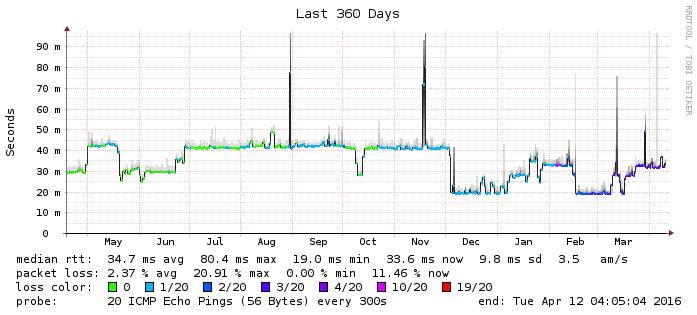 Last 360 Days
RRDTOOL / TOBI OETIKER
Seconds
90 m
80 m
70 m
60 m
50 m
40 m
30 m
20 m
10 m
0
May Jun Jul Aug Sep Oct Nov Dec Jan Feb Mar
median rtt: 34.7 ms avg 80.4 ms max 19.0 ms min 33.6 ms now 9.8 ms sd 3.5 am/s
packet loss: 2.37 % avg 20.91 % max 0.00 % min 11.46 % now
loss color: 0 1/20 2/20 3/20 4/20 10/20 19/20
probe: 20 ICMP Echo Pings (56 Bytes) every 300s end: Tue Apr 12 04:05:04 2016